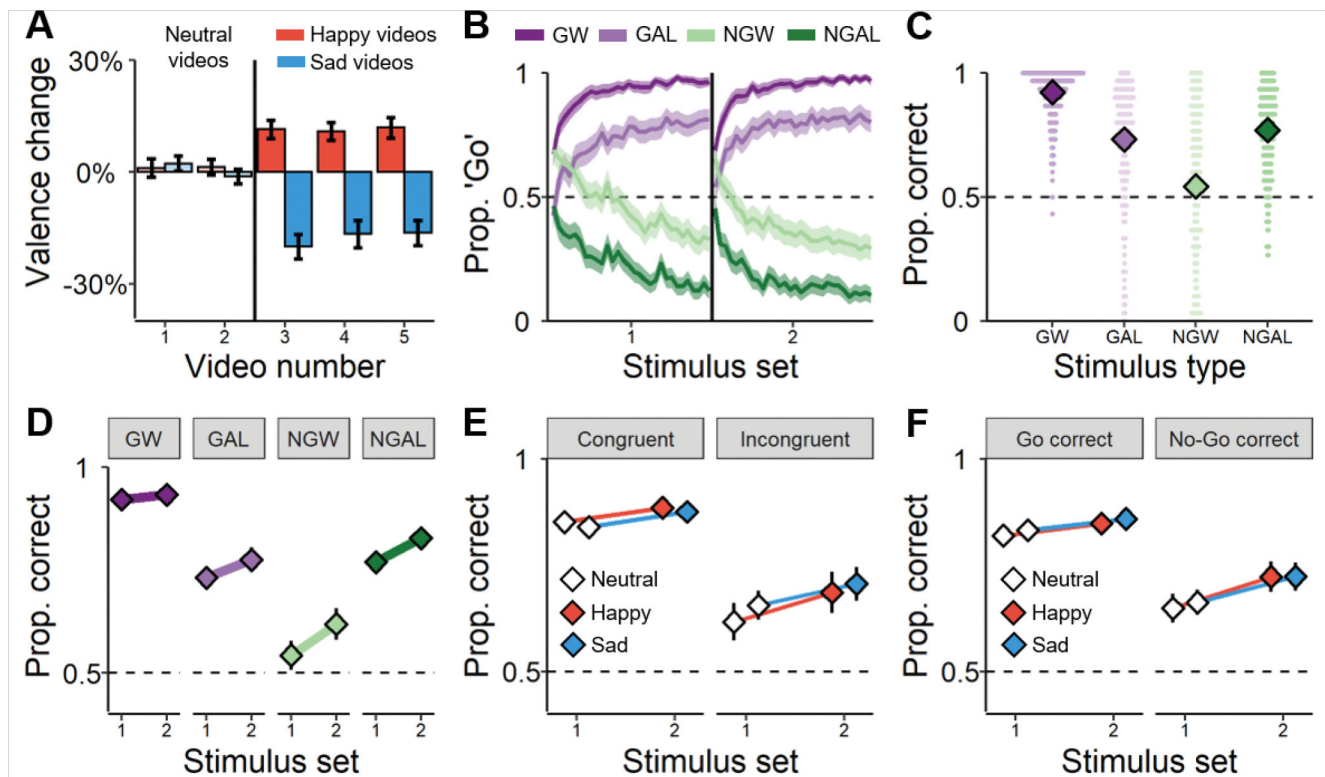 A
Neutral videos
Happy videos
Sad videos
30%
0%
-30%
Valence change
1 2 3 4 5
Video number
B
GW GAL NGW NGAL
1
0.5
0
Prop. 'Go'
1 2
Stimulus set
C
1
0.5
0
Prop. correct
GW GAL NGW NGAL
Stimulus type
D
GW GAL NGW NGAL
1
0.5
Prop. correct
1 2 1 2 1 2 1 2
Stimulus set
E
Congruent Incongruent
1
0.5
Prop. correct
Neutral
Happy
Sad
1 2 1 2
Stimulus set
F
Go correct No-Go correct
1
0.5
Prop. correct
Neutral
Happy
Sad
1 2 1 2
Stimulus set